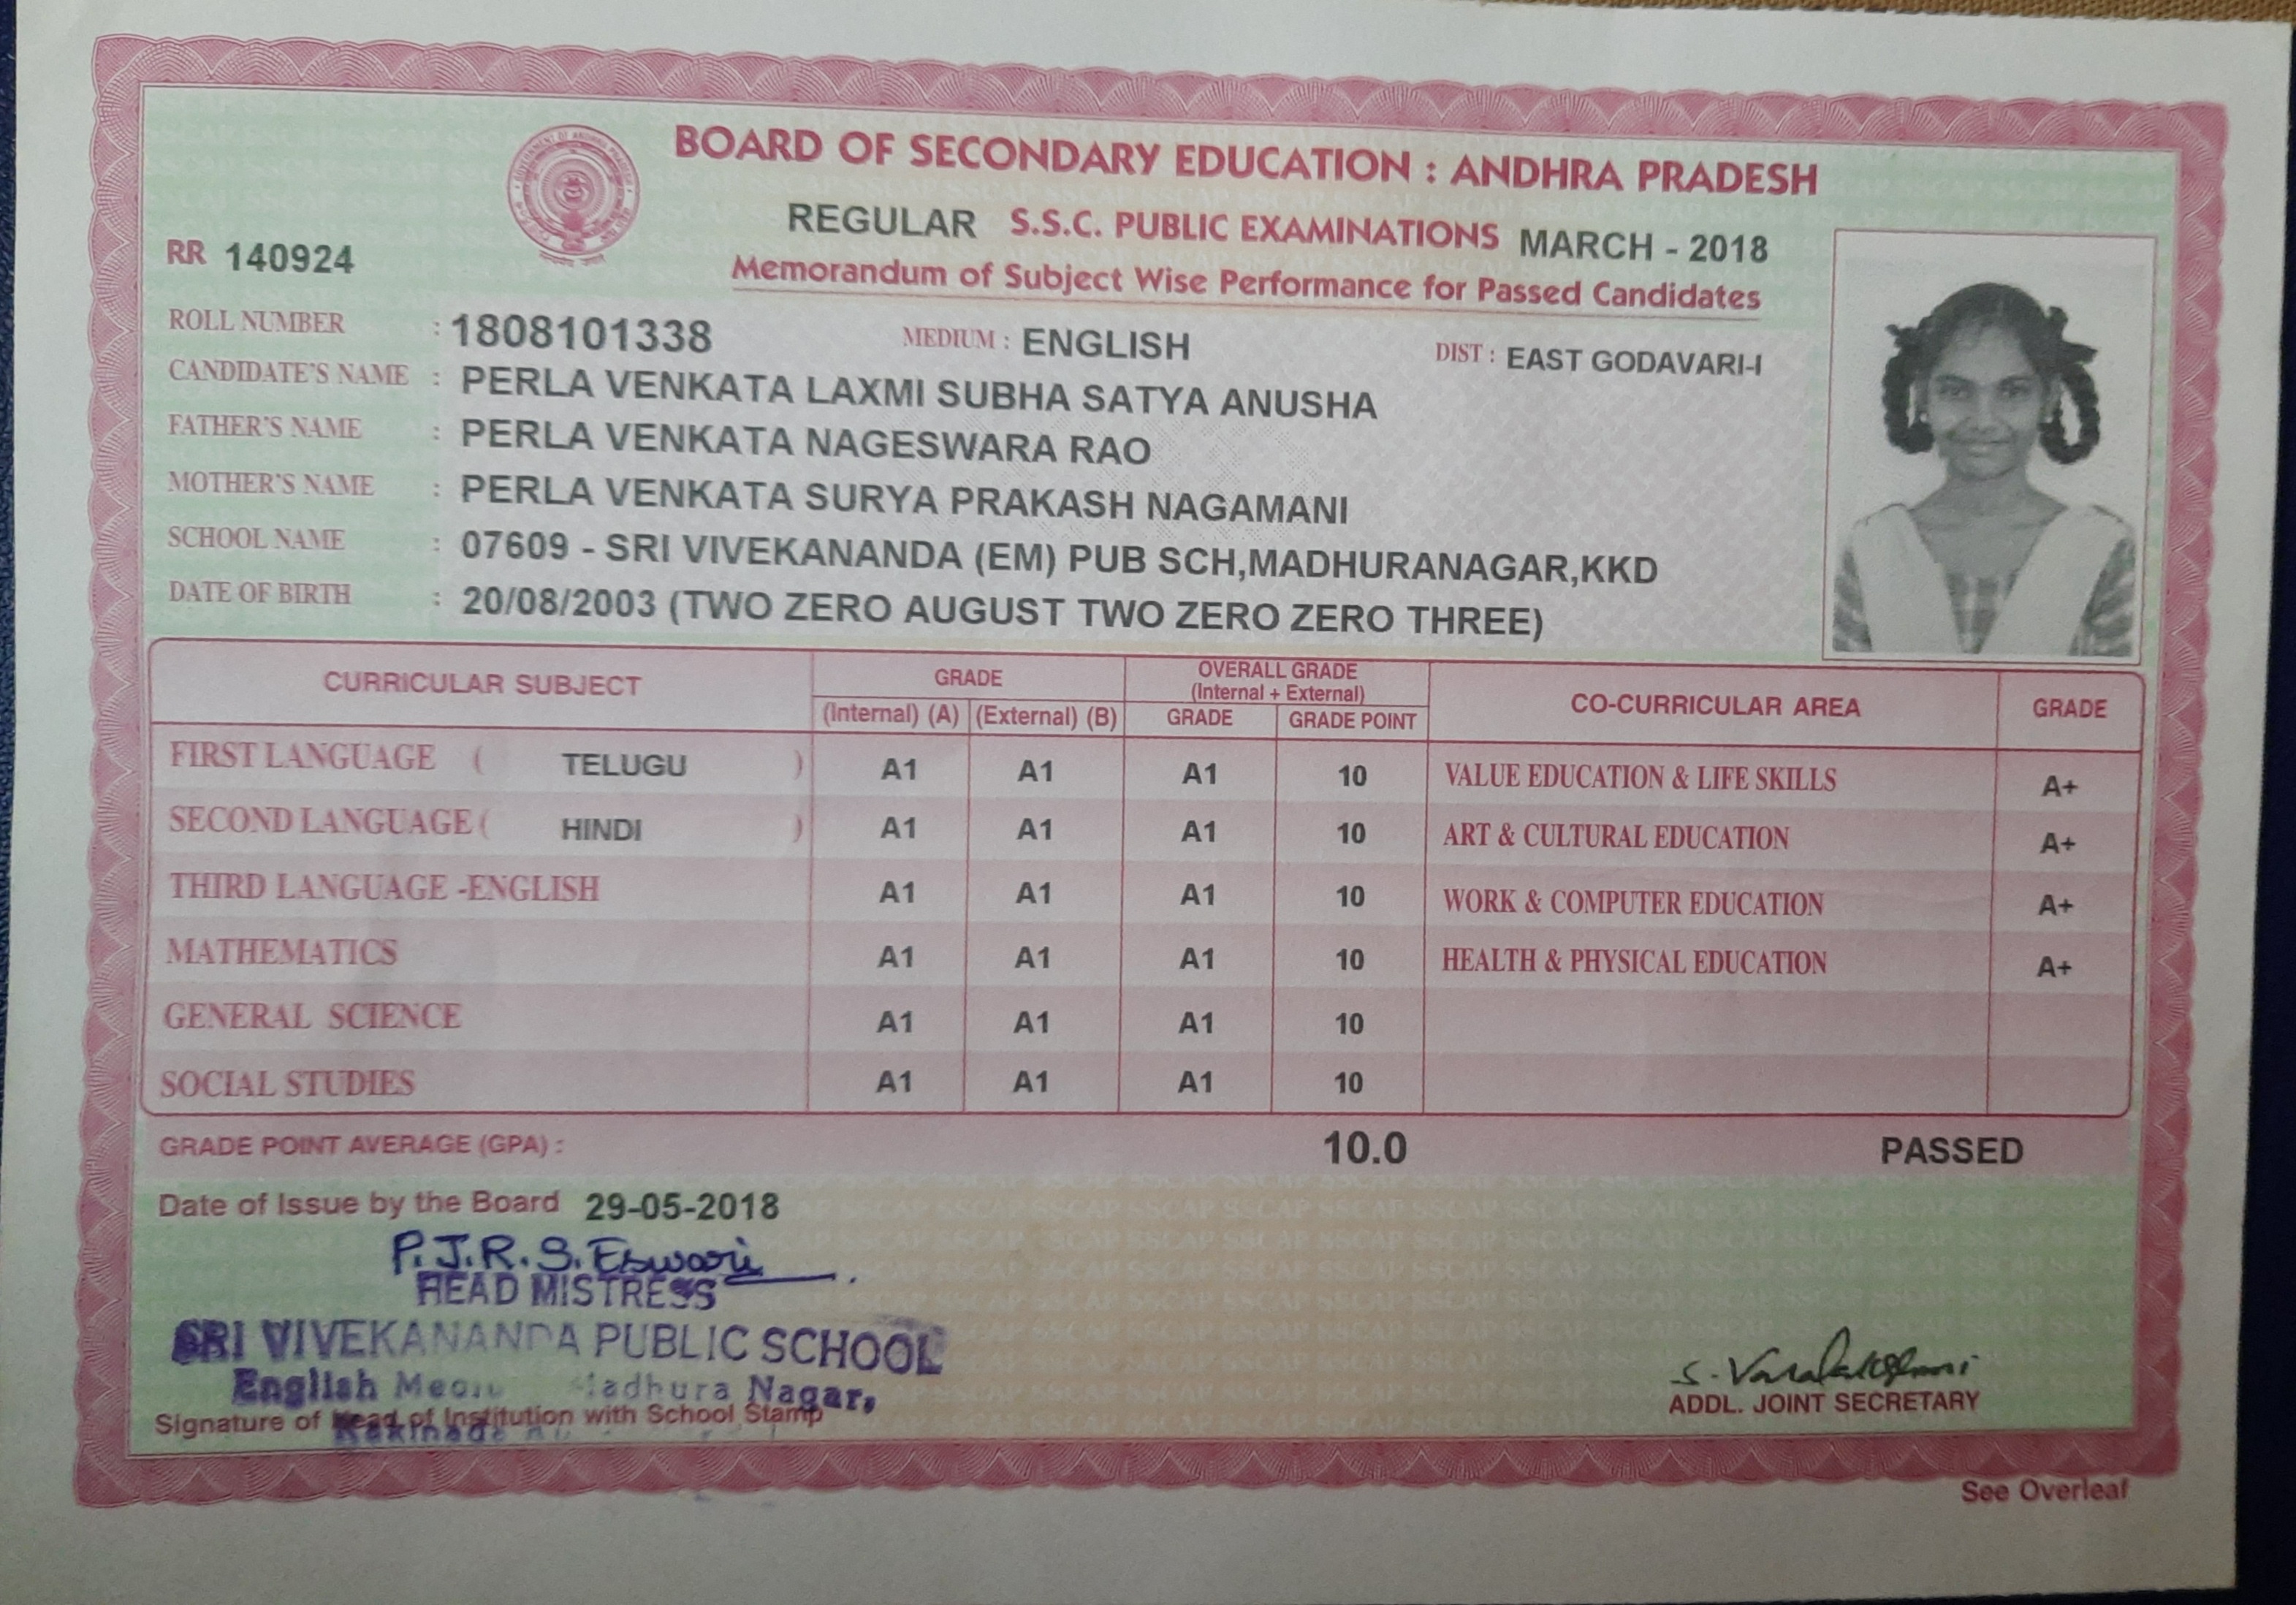 BOARD OF SECONDARY EDUCATION : ANDHRA PRADESH
REGULAR S.S.C. PUBLIC EXAMINATIONS MARCH - 2018
RR 140924
Memorandum of Subject Wise Performance for Passed Candidates
ROLL NUMBER : 1808101338 MEDIUM : ENGLISH DIST : EAST GODAVARI-I
CANDIDATE'S NAME : PERLA VENKATA LAXMI SUBHA SATYA ANUSHA
FATHER'S NAME : PERLA VENKATA NAGESWARA RAO
MOTHER'S NAME : PERLA VENKATA SURYA PRAKASH NAGAMANI
SCHOOL NAME : 07609 - SRI VIVEKANANDA (EM) PUB SCH,MADHURANAGAR,KKD
DATE OF BIRTH : 20/08/2003 (TWO ZERO AUGUST TWO ZERO ZERO THREE)
CURRICULAR SUBJECT GRADE OVERALL GRADE (Internal + External) CO-CURRICULAR AREA GRADE
(Internal) (A) (External) (B) GRADE GRADE POINT
FIRST LANGUAGE ( TELUGU ) A1 A1 A1 10 VALUE EDUCATION & LIFE SKILLS A+
SECOND LANGUAGE ( HINDI ) A1 A1 A1 10 ART & CULTURAL EDUCATION A+
THIRD LANGUAGE -ENGLISH A1 A1 A1 10 WORK & COMPUTER EDUCATION A+
MATHEMATICS A1 A1 A1 10 HEALTH & PHYSICAL EDUCATION A+
GENERAL SCIENCE A1 A1 A1 10
SOCIAL STUDIES A1 A1 A1 10
GRADE POINT AVERAGE (GPA) : 10.0 PASSED
Date of Issue by the Board 29-05-2018
P.J.R.S. Eswari
HEAD MISTRESS
SRI VIVEKANANDA PUBLIC SCHOOL
English Madhura Nagar,
Signature of Head of Institution with School Stamp
S. Varalakshmi
ADDL. JOINT SECRETARY
See Overleaf